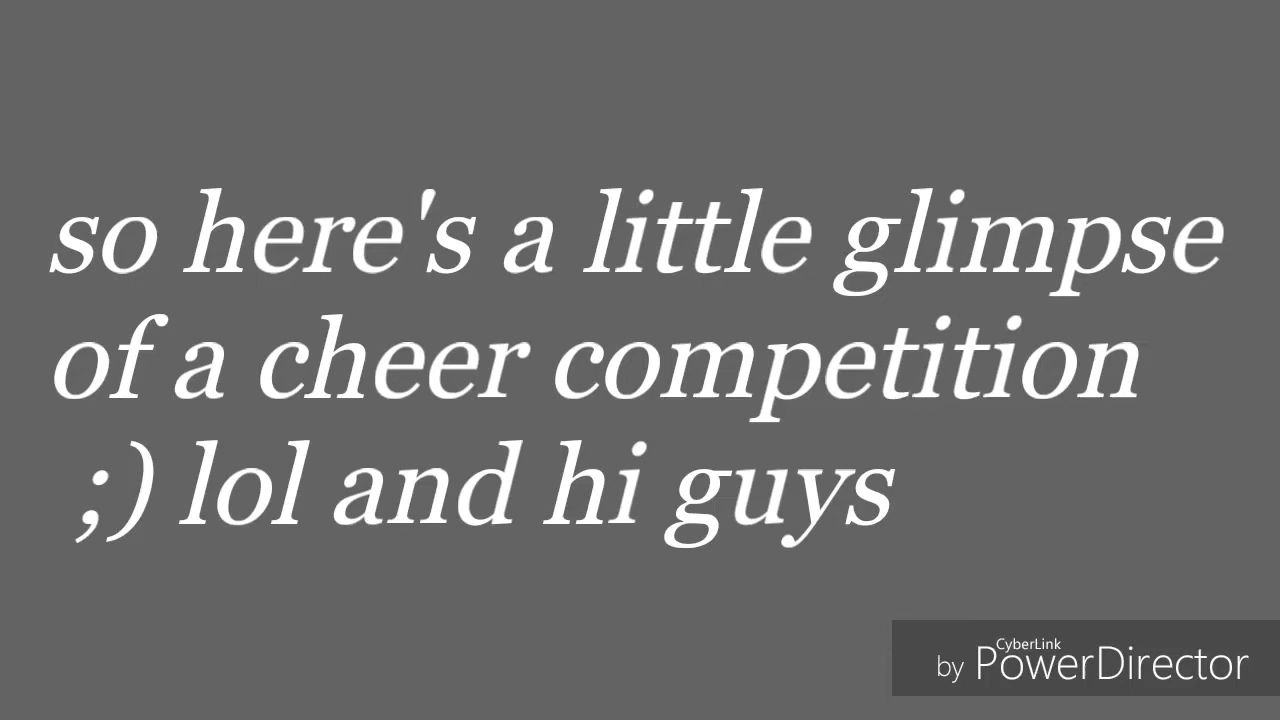 so here's a little glimpse
of a cheer competition
;) lol and hi guys
CyberLink
by PowerDirector